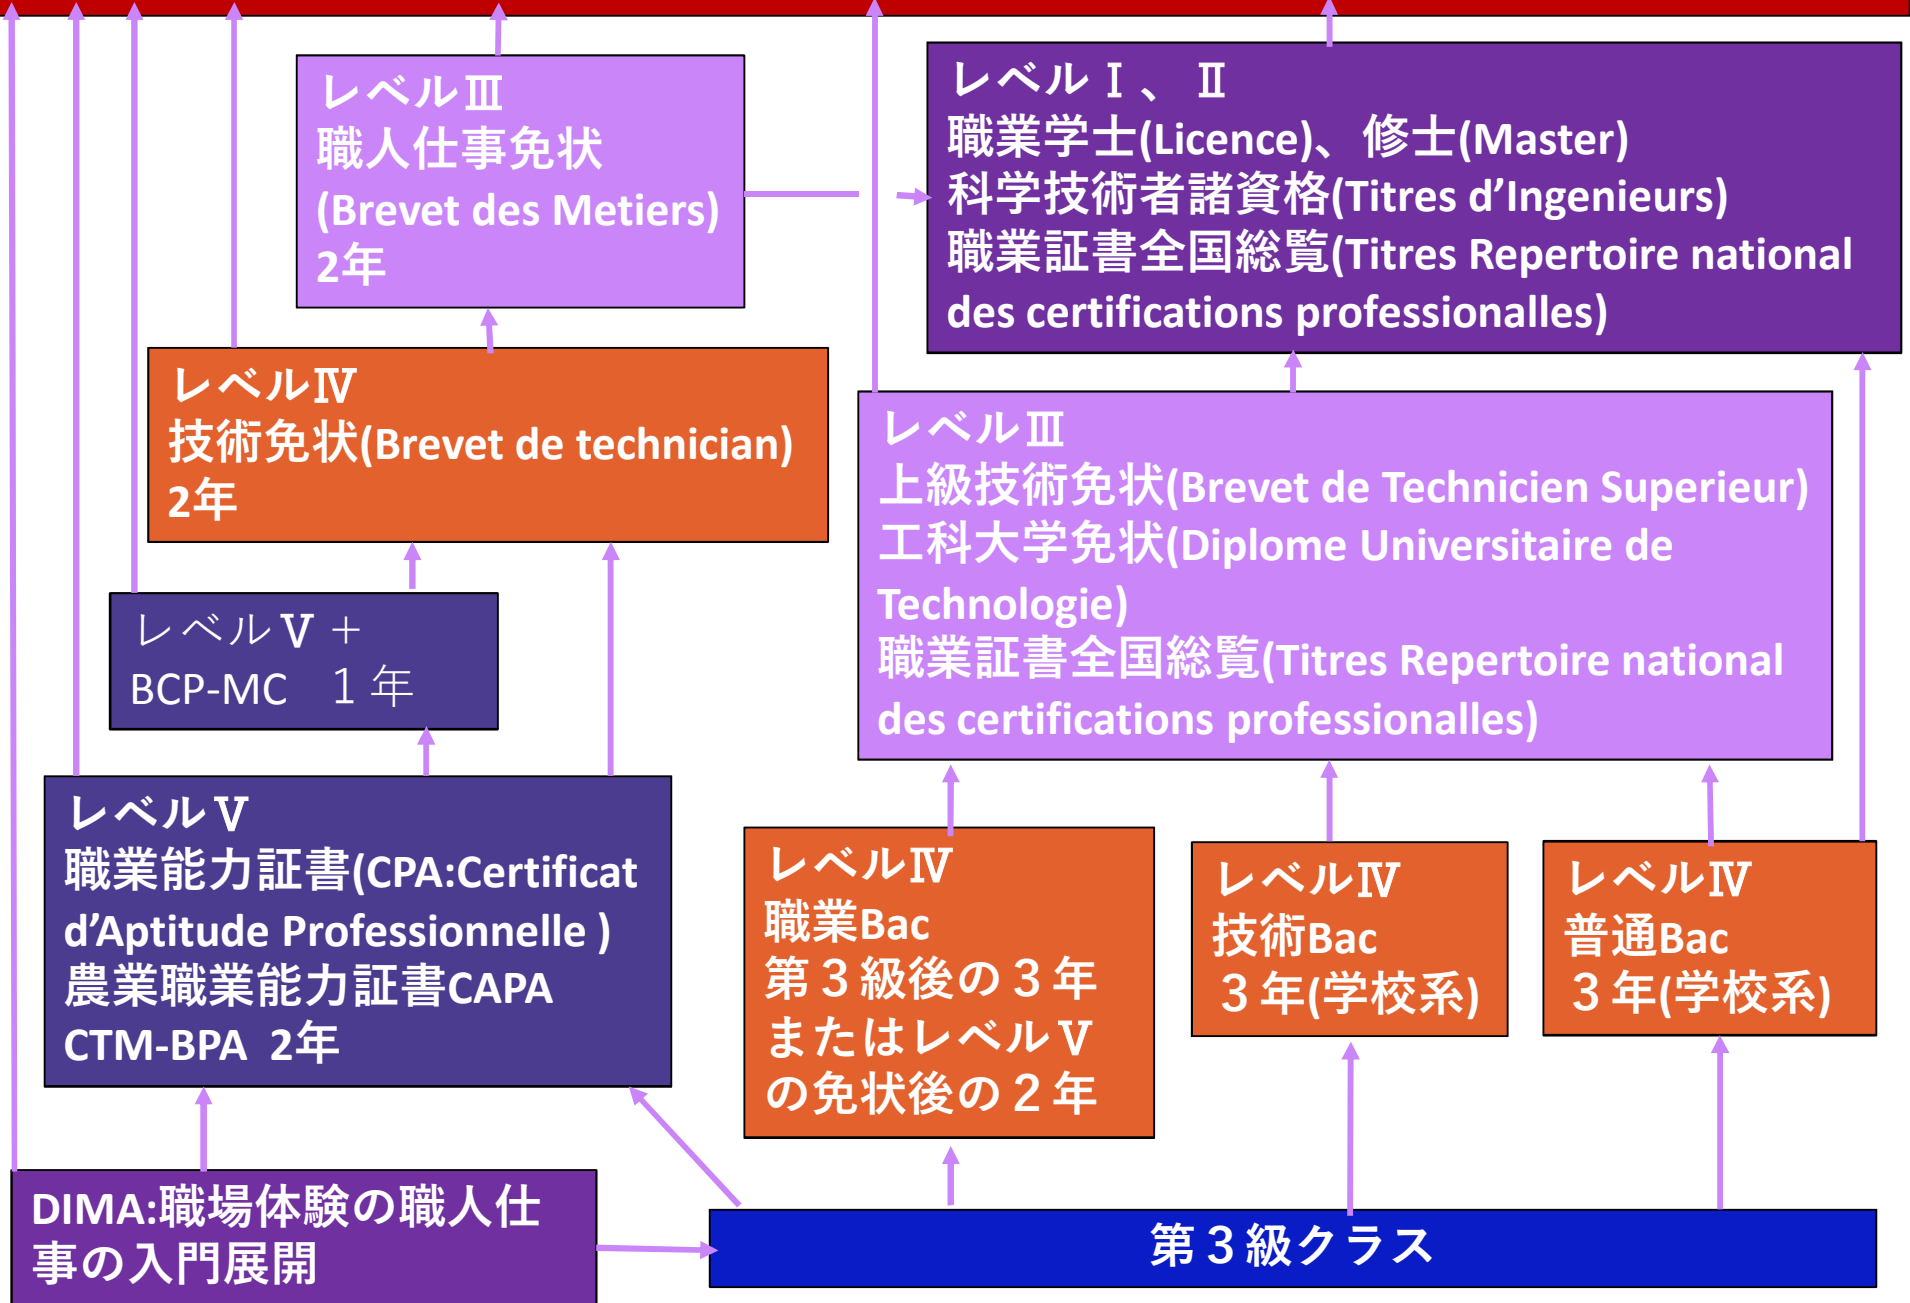 レベルⅢ
職人仕事免状
(Brevet des Metiers)
2年
レベルⅠ、Ⅱ
職業学士(Licence)、修士(Master)
科学技術者諸資格(Titres d’Ingenieurs)
職業証書全国総覧(Titres Repertoire national
des certifications professionalles)
レベルⅣ
技術免状(Brevet de technician)
2年
レベルⅢ
上級技術免状(Brevet de Technicien Superieur)
工科大学免状(Diplome Universitaire de
Technologie)
職業証書全国総覧(Titres Repertoire national
des certifications professionalles)
レベルⅤ＋
BCP-MC　１年
レベルⅤ
職業能力証書(CPA:Certificat
d’Aptitude Professionnelle )
農業職業能力証書CAPA
CTM-BPA  2年
レベルⅣ
職業Bac
第３級後の３年
またはレベルⅤ
の免状後の２年
レベルⅣ
技術Bac
３年(学校系)
レベルⅣ
普通Bac
３年(学校系)
DIMA:職場体験の職人仕
事の入門展開
第３級クラス